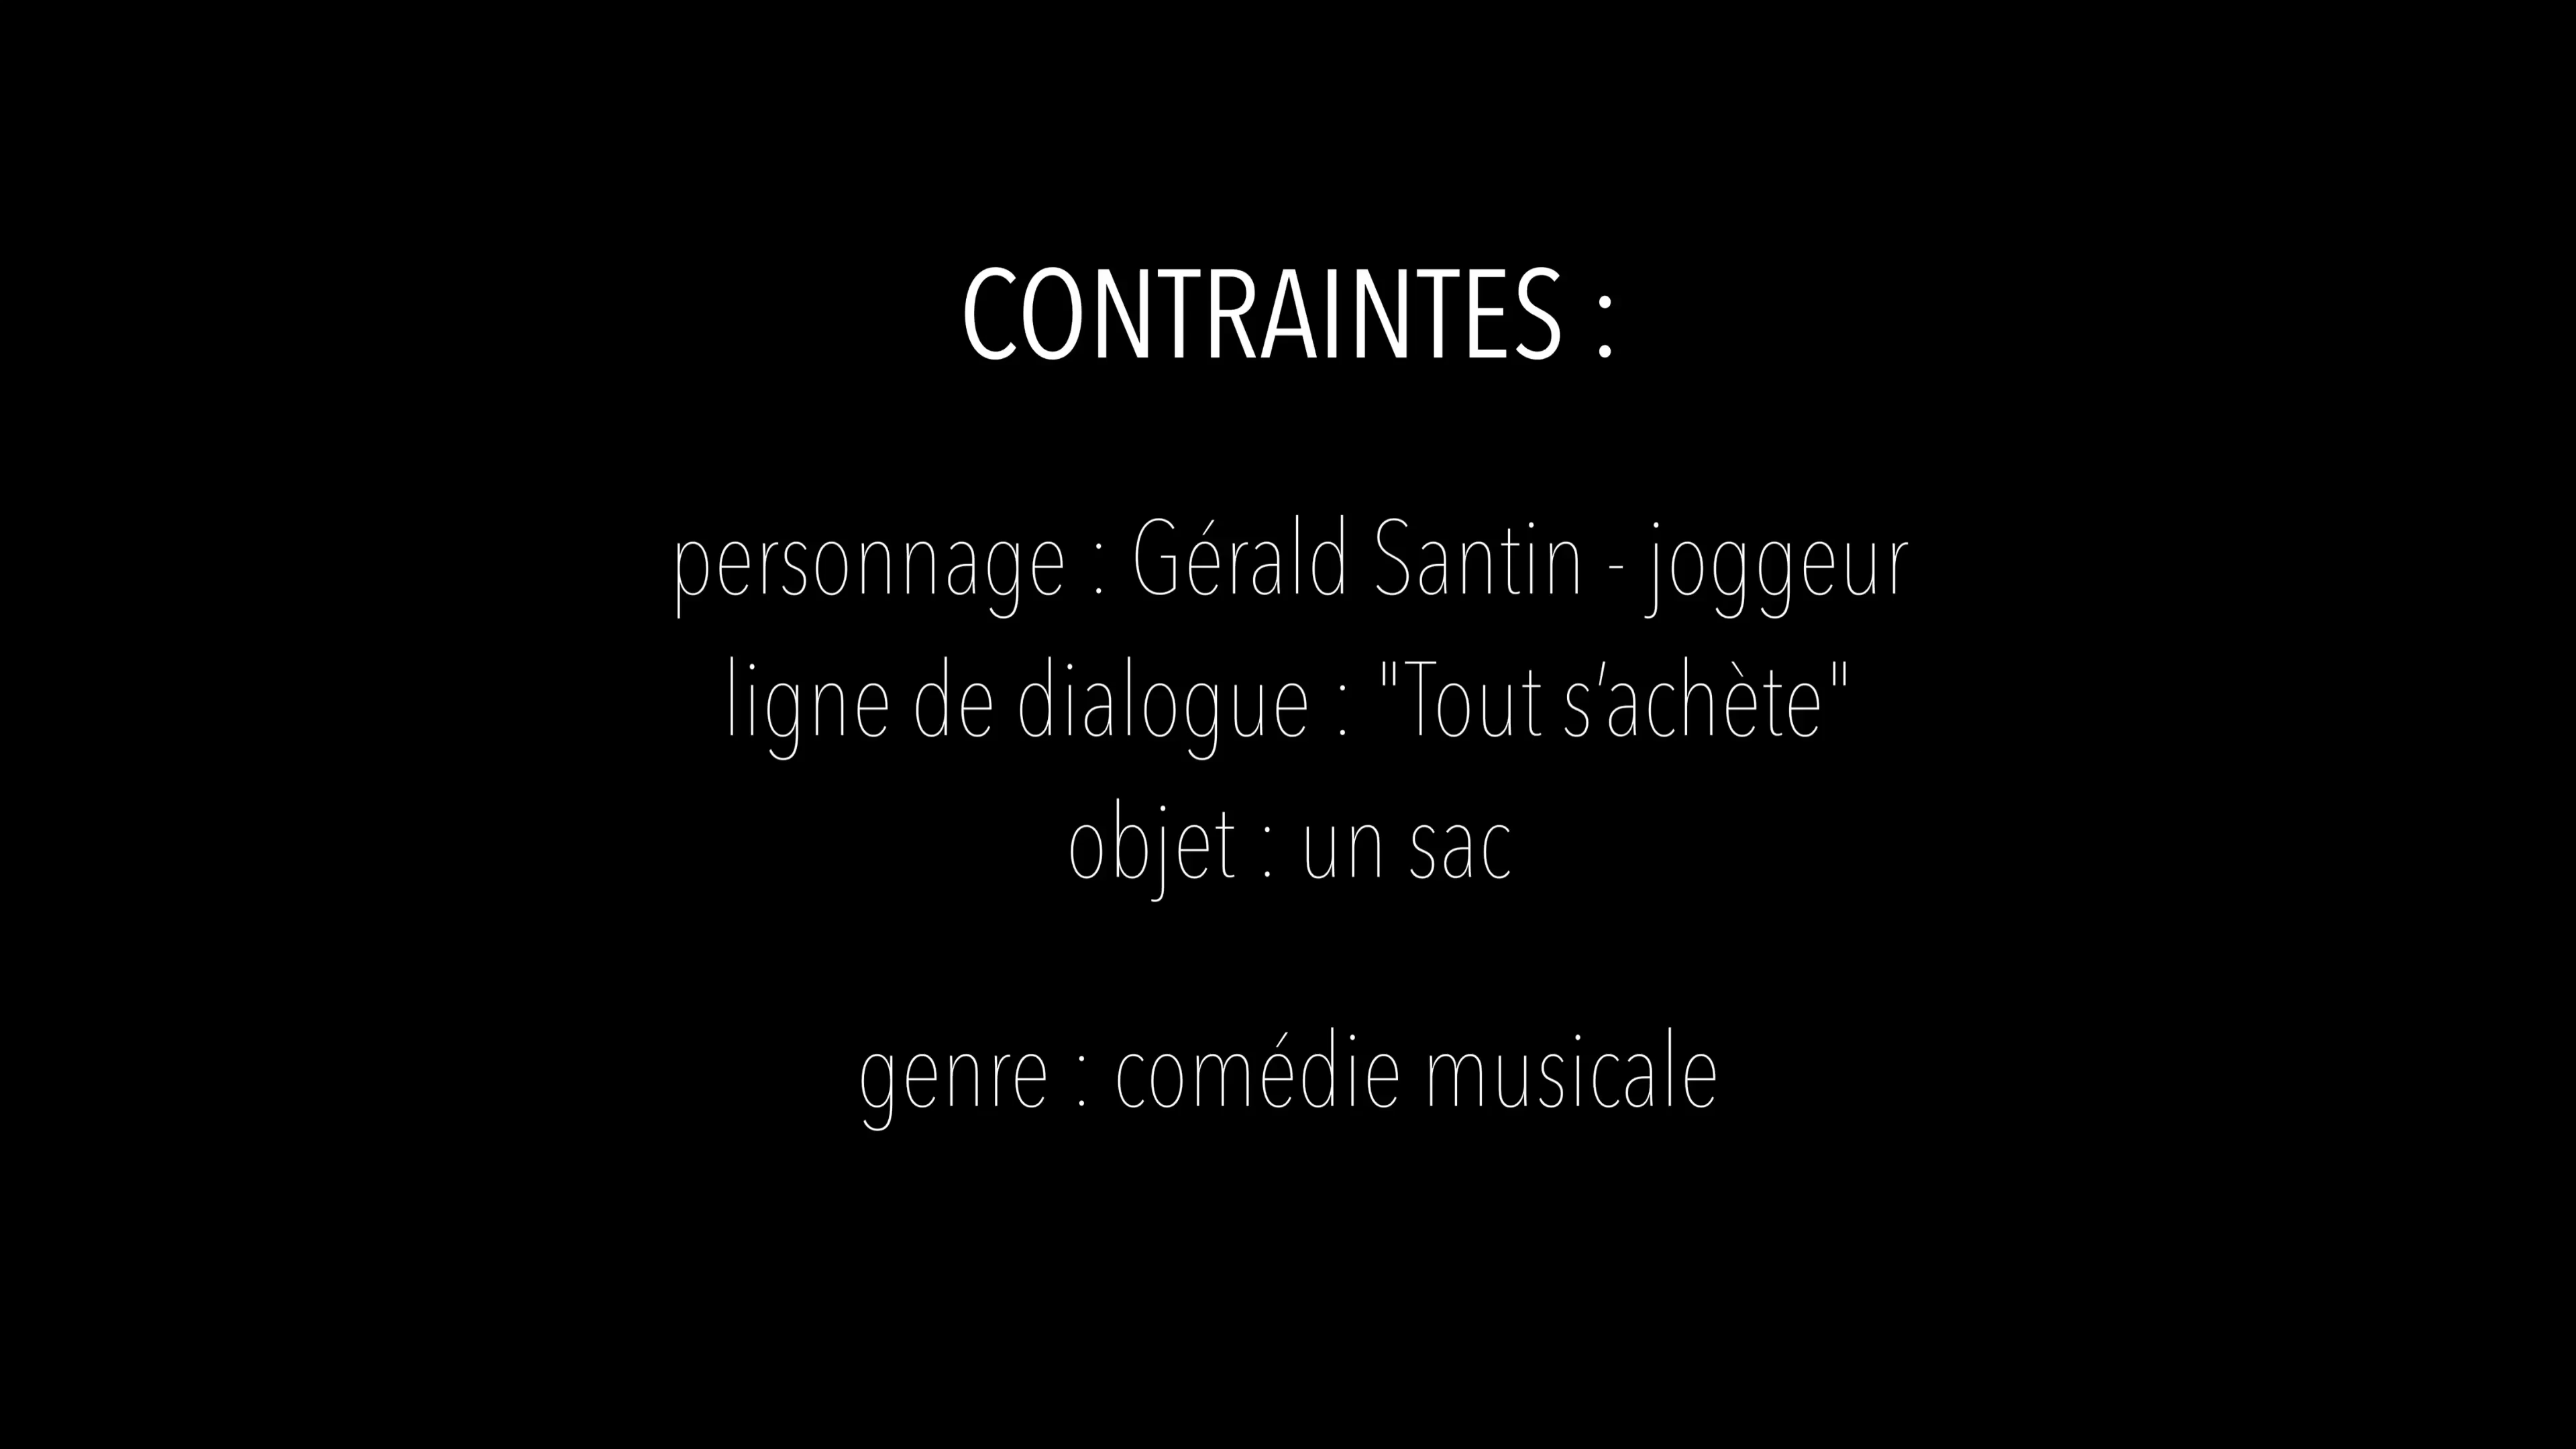 CONTRAINTES :
personnage : Gérald Santin - joggeur
ligne de dialogue : "Tout s’achète"
objet : un sac
genre : comédie musicale